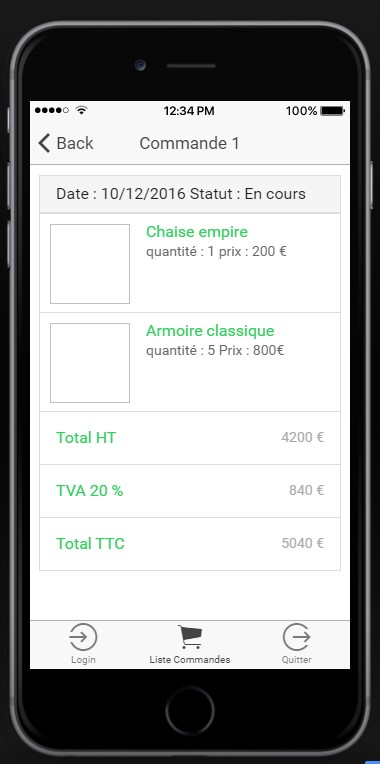 12:34 PM 100%
Back Commande 1
Date : 10/12/2016 Statut : En cours
Chaise empire
quantité : 1 prix : 200 €
Armoire classique
quantité : 5 Prix : 800€
Total HT 4200 €
TVA 20 % 840 €
Total TTC 5040 €
Login Liste Commandes Quitter